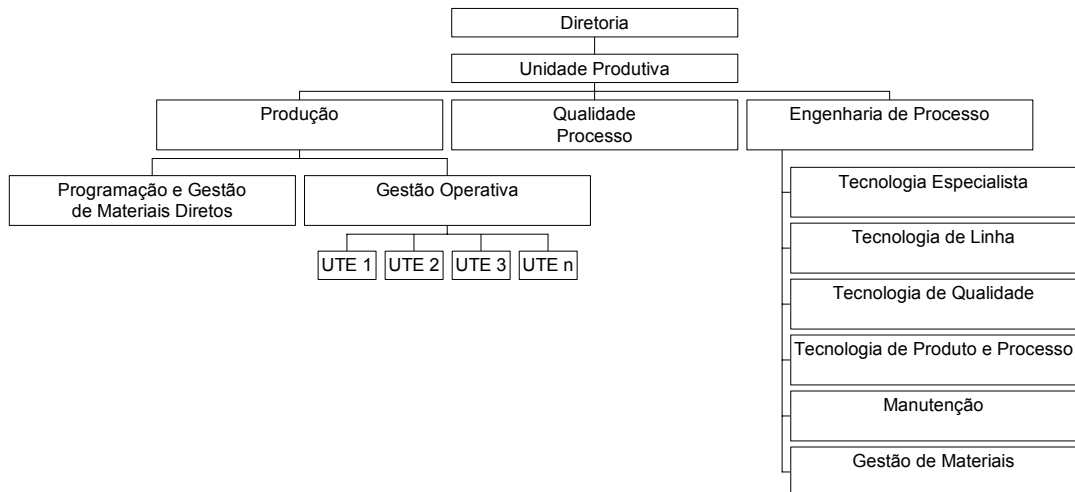 Diretoria
Unidade Produtiva
Produção
Qualidade
Processo
Engenharia de Processo
Programação e Gestão
de Materiais Diretos
Gestão Operativa
UTE 1
UTE 2
UTE 3
UTE n
Tecnologia Especialista
Tecnologia de Linha
Tecnologia de Qualidade
Tecnologia de Produto e Processo
Manutenção
Gestão de Materiais